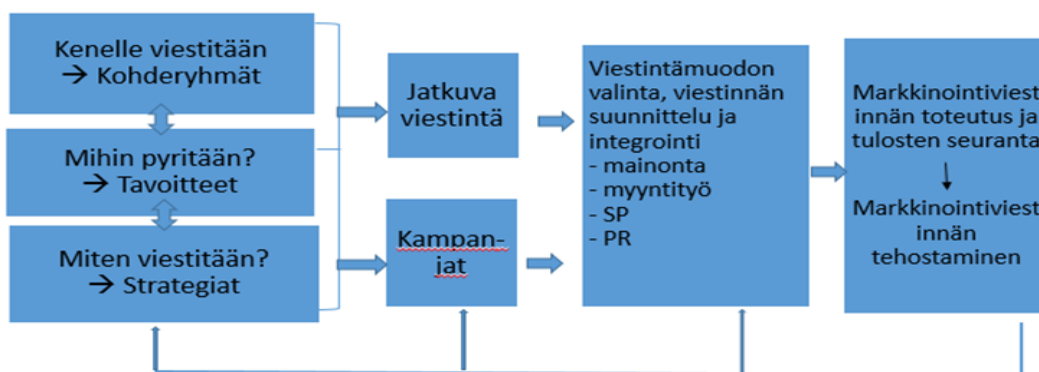 Kenelle viestitään
→ Kohderyhmät
Mihin pyritään?
→ Tavoitteet
Miten viestitään?
→ Strategiat
Jatkuva
viestintä
Kampan-
jat
Viestintämuodon
valinta, viestinnän
suunnittelu ja
integrointi
- mainonta
- myyntityö
- SP
- PR
Markkinointiviest
innän toteutus ja
tulosten seuranta
Markkinointiviest
innän
tehostaminen